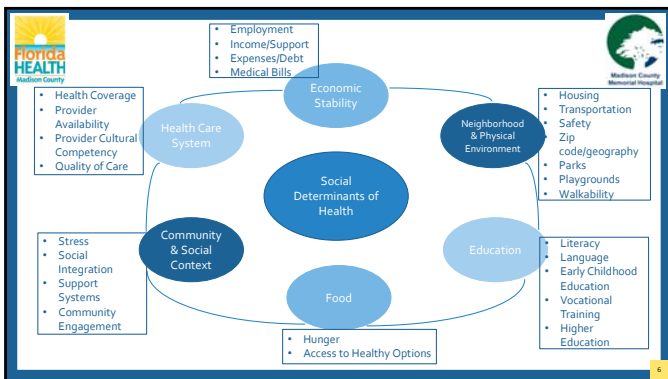 Florida
HEALTH
Madison County
• Employment
• Income/Support
• Expenses/Debt
• Medical Bills
Madison County
Memorial Hospital
Economic
Stability
• Health Coverage
• Provider
Availability
• Provider Cultural
Competency
• Quality of Care
Health Care
System
Neighborhood
& Physical
Environment
• Housing
• Transportation
• Safety
• Zip
code/geography
• Parks
• Playgrounds
• Walkability
Social
Determinants of
Health
• Stress
• Social
Integration
• Support
Systems
• Community
Engagement
Community
& Social
Context
Education
• Literacy
• Language
• Early Childhood
Education
• Vocational
Training
• Higher
Education
Food
• Hunger
• Access to Healthy Options
6